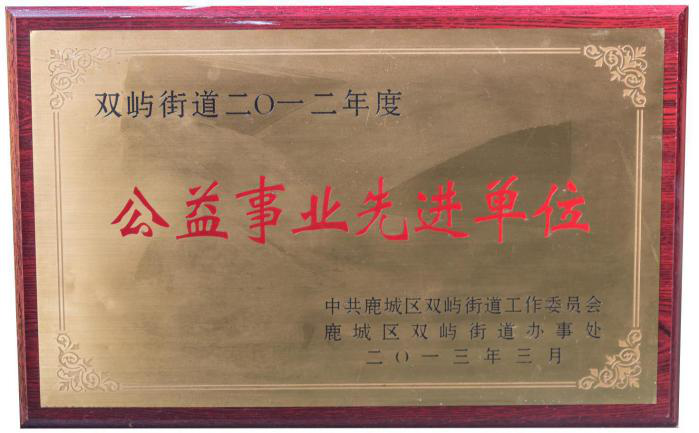 双屿街道二〇一二年度
公益事业先进单位
中共鹿城区双屿街道工作委员会
鹿城区双屿街道办事处
二〇一三年三月